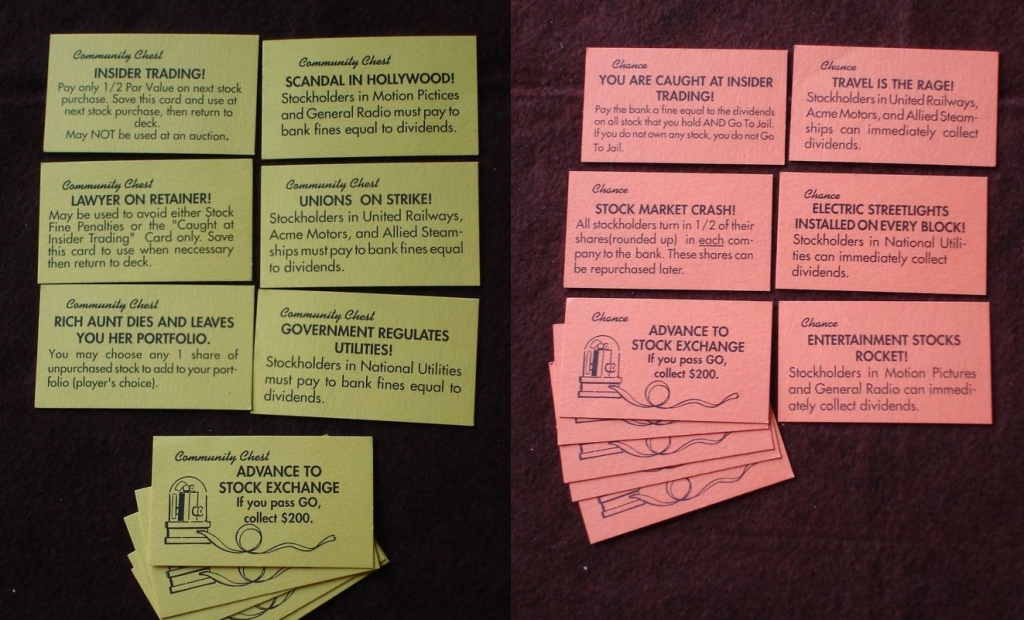 Community Chest
INSIDER TRADING!
Pay only 1/2 Par Value on next stock
purchase. Save this card and use at
next stock purchase, then return to
deck.
May NOT be used at an auction.
Community Chest
SCANDAL IN HOLLYWOOD!
Stockholders in Motion Pictices
and General Radio must pay to
bank fines equal to dividends.
Community Chest
LAWYER ON RETAINER!
May be used to avoid either Stock
Fine Penalties or the "Caught at
Insider Trading" Card only. Save
this card to use when neccessary
then return to deck.
Community Chest
UNIONS ON STRIKE!
Stockholders in United Railways,
Acme Motors, and Allied Steam-
ships must pay to bank fines equal
to dividends.
Community Chest
RICH AUNT DIES AND LEAVES
YOU HER PORTFOLIO.
You may choose any 1 share of
unpurchased stock to add to your port-
folio (player's choice).
Community Chest
GOVERNMENT REGULATES
UTILITIES!
Stockholders in National Utilities
must pay to bank fines equal to
dividends.
Community Chest
ADVANCE TO
STOCK EXCHANGE
If you pass GO,
collect $200.
Chance
YOU ARE CAUGHT AT INSIDER
TRADING!
Pay the bank a fine equal to the dividends
on all stock that you hold AND Go To Jail.
If you do not own any stock, you do not Go
To Jail.
Chance
TRAVEL IS THE RAGE!
Stockholders in United Railways,
Acme Motors, and Allied Steam-
ships can immediately collect
dividends.
Chance
STOCK MARKET CRASH!
All stockholders turn in 1/2 of their
shares(rounded up) in each com-
pany to the bank. These shares can
be repurchased later.
Chance
ELECTRIC STREETLIGHTS
INSTALLED ON EVERY BLOCK!
Stockholders in National Utili-
ties can immediately collect
dividends.
Chance
ADVANCE TO
STOCK EXCHANGE
If you pass GO,
collect $200.
Chance
ENTERTAINMENT STOCKS
ROCKET!
Stockholders in Motion Pictures
and General Radio can immedi-
ately collect dividends.